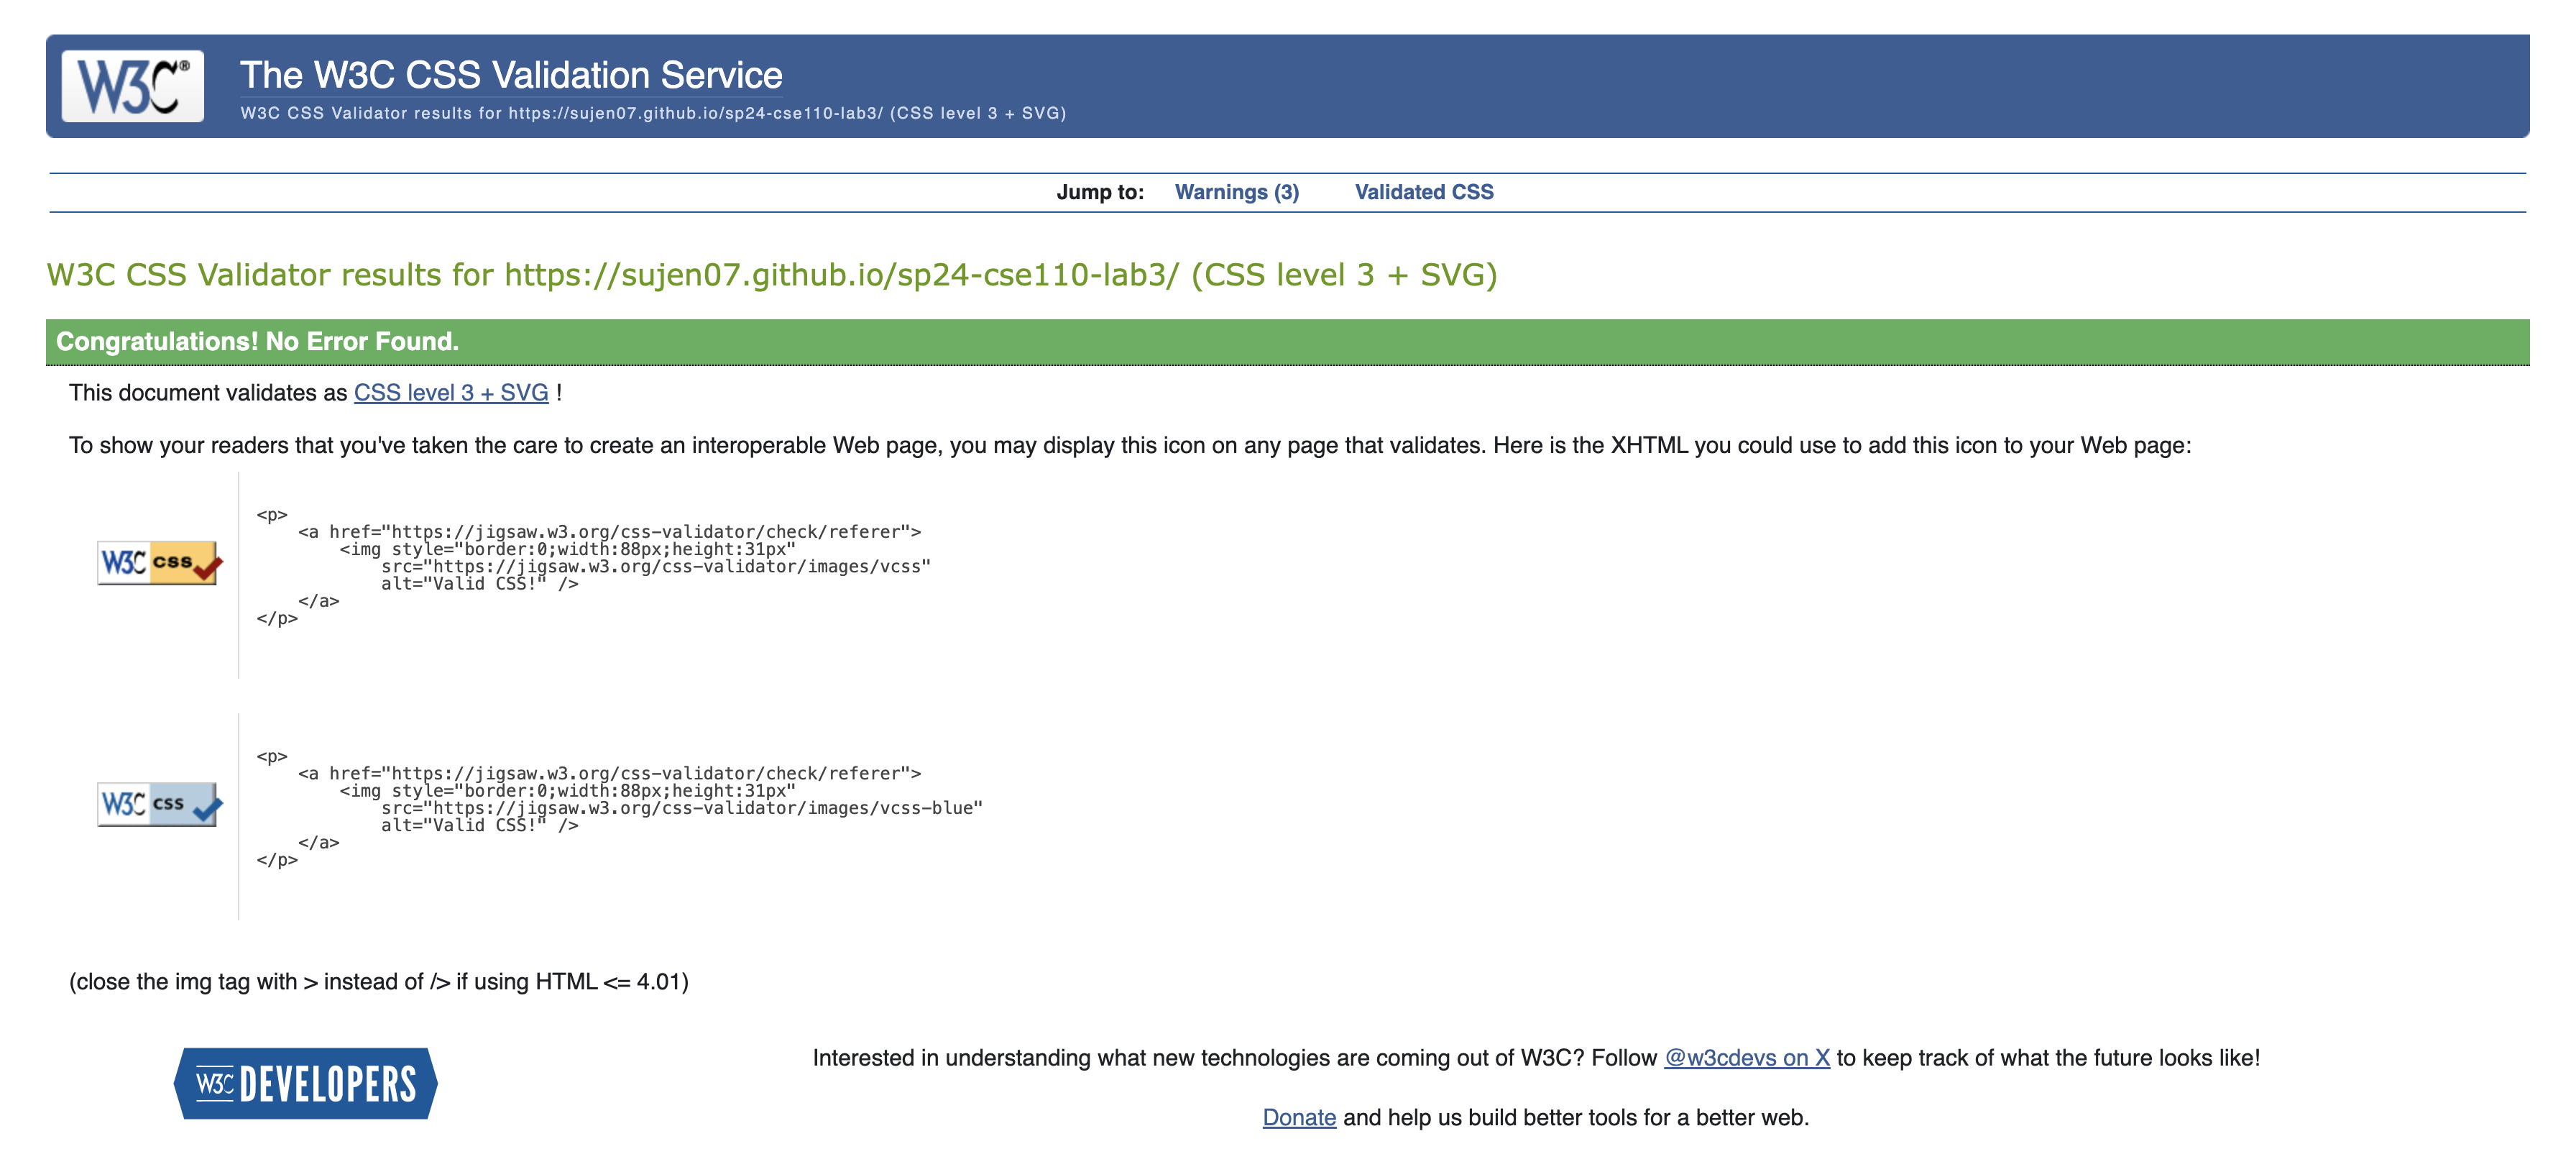 W3C®
The W3C CSS Validation Service
W3C CSS Validator results for https://sujen07.github.io/sp24-cse110-lab3/ (CSS level 3 + SVG)
Jump to: Warnings (3) Validated CSS
W3C CSS Validator results for https://sujen07.github.io/sp24-cse110-lab3/ (CSS level 3 + SVG)
Congratulations! No Error Found.
This document validates as CSS level 3 + SVG !
To show your readers that you've taken the care to create an interoperable Web page, you may display this icon on any page that validates. Here is the XHTML you could use to add this icon to your Web page:
W3C css
<p>
    <a href="https://jigsaw.w3.org/css-validator/check/referer">
        <img style="border:0;width:88px;height:31px"
            src="https://jigsaw.w3.org/css-validator/images/vcss"
            alt="Valid CSS!" />
    </a>
</p>
W3C css
<p>
    <a href="https://jigsaw.w3.org/css-validator/check/referer">
        <img style="border:0;width:88px;height:31px"
            src="https://jigsaw.w3.org/css-validator/images/vcss-blue"
            alt="Valid CSS!" />
    </a>
</p>
(close the img tag with > instead of /> if using HTML <= 4.01)
W3C DEVELOPERS
Interested in understanding what new technologies are coming out of W3C? Follow @w3cdevs on X to keep track of what the future looks like!
Donate and help us build better tools for a better web.